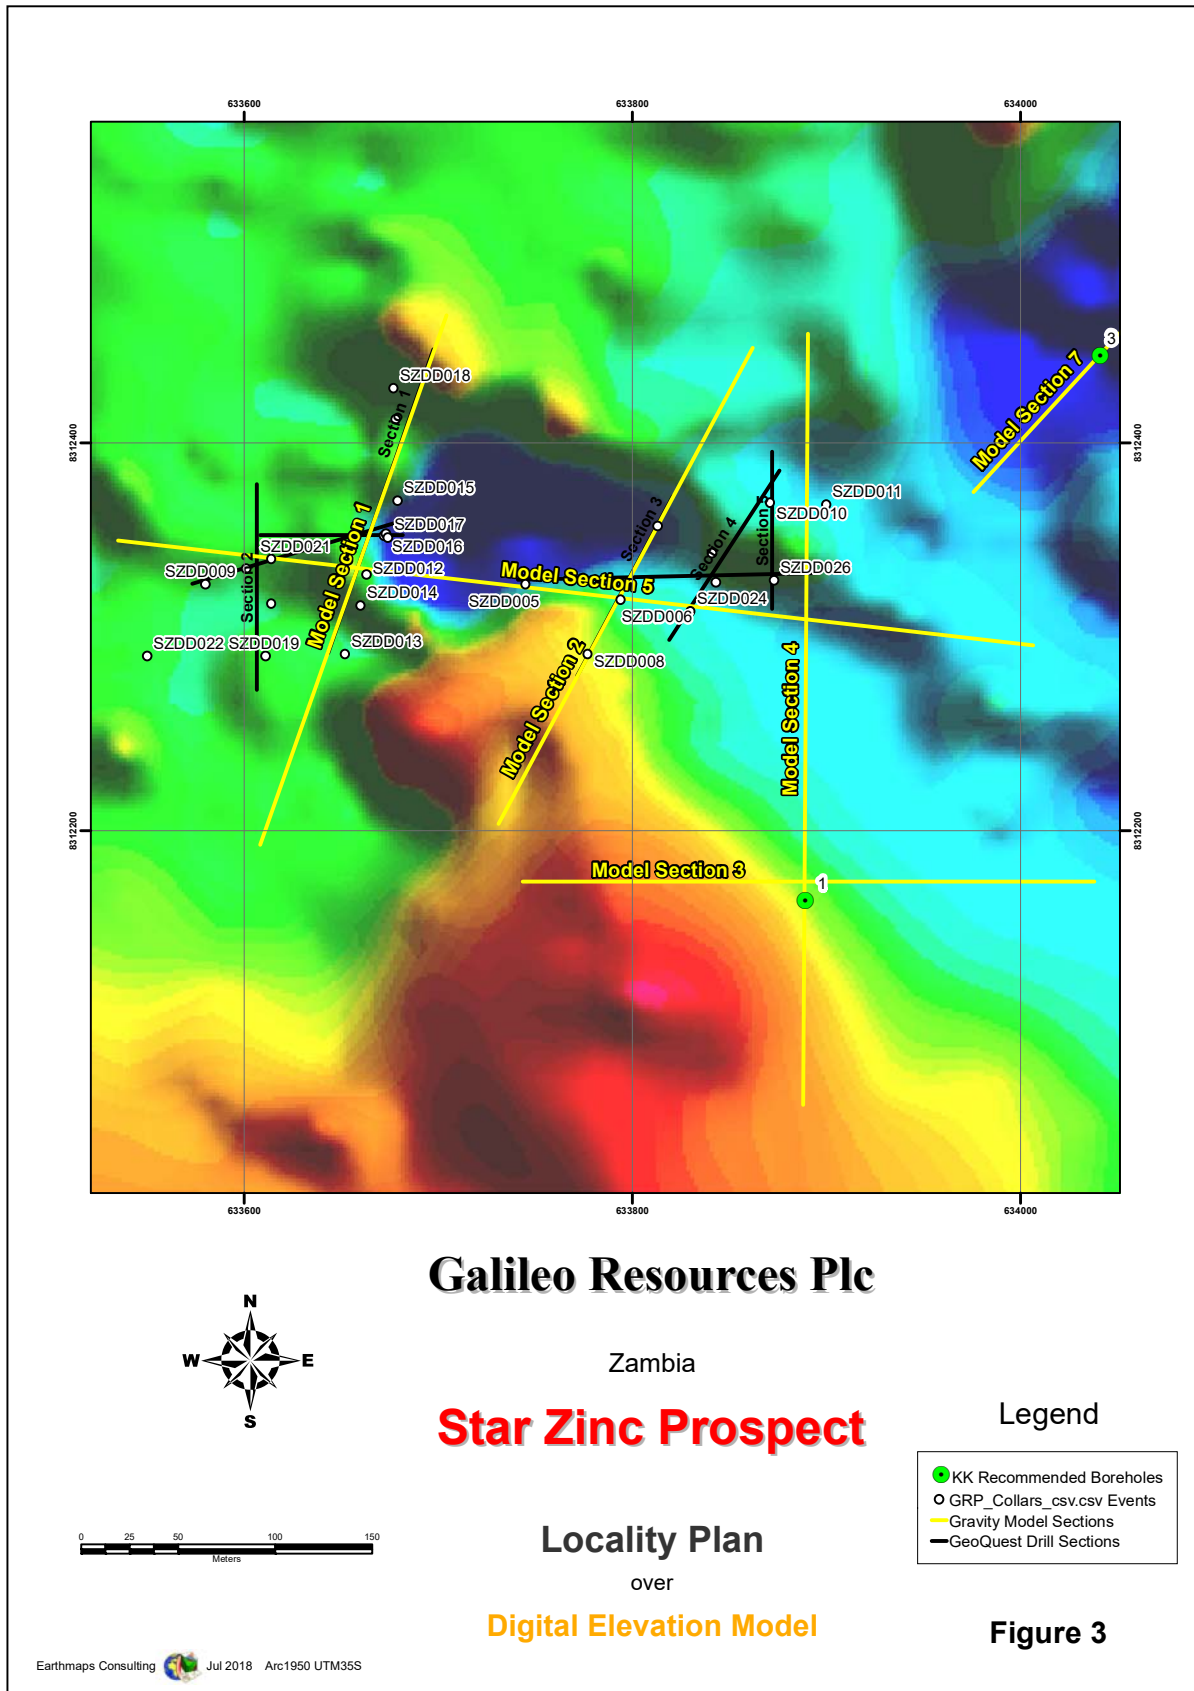 633600
633800
634000
3
Model Section 7
SZDD018
Section 1
8312400
8312400
SZDD015
SZDD011
SZDD010
Section 5
Section 3
Section 4
SZDD017
SZDD016
SZDD021
Model Section 1
Section 2
SZDD009
SZDD012
Model Section 5
SZDD026
SZDD005
SZDD024
SZDD014
SZDD006
SZDD022
SZDD019
SZDD013
SZDD008
Model Section 2
Model Section 4
8312200
8312200
Model Section 3
1
633600
633800
634000
Galileo Resources Plc
N
W
E
S
Zambia
Star Zinc Prospect
Legend
KK Recommended Boreholes
GRP_Collars_csv.csv Events
Gravity Model Sections
GeoQuest Drill Sections
0 25 50 100 150
Meters
Locality Plan
over
Digital Elevation Model
Figure 3
Earthmaps Consulting Jul 2018 Arc1950 UTM35S